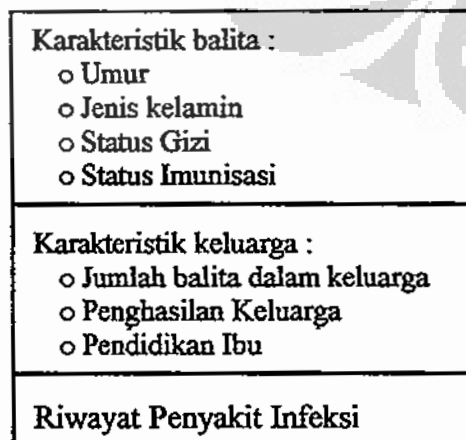 Karakteristik balita :
o Umur
o Jenis kelamin
o Status Gizi
o Status Imunisasi
Karakteristik keluarga :
o Jumlah balita dalam keluarga
o Penghasilan Keluarga
o Pendidikan Ibu
Riwayat Penyakit Infeksi